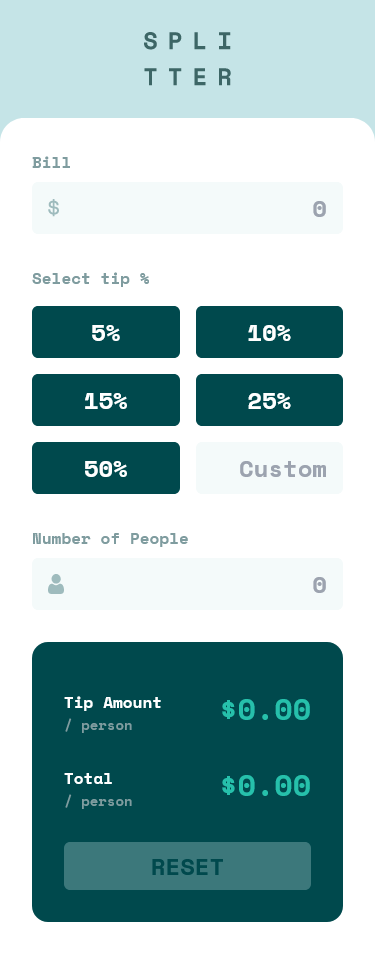 SPLI
TTER
Bill
$ 0
Select tip %
5% 10%
15% 25%
50% Custom
Number of People
0
Tip Amount $0.00
/ person
Total $0.00
/ person
RESET